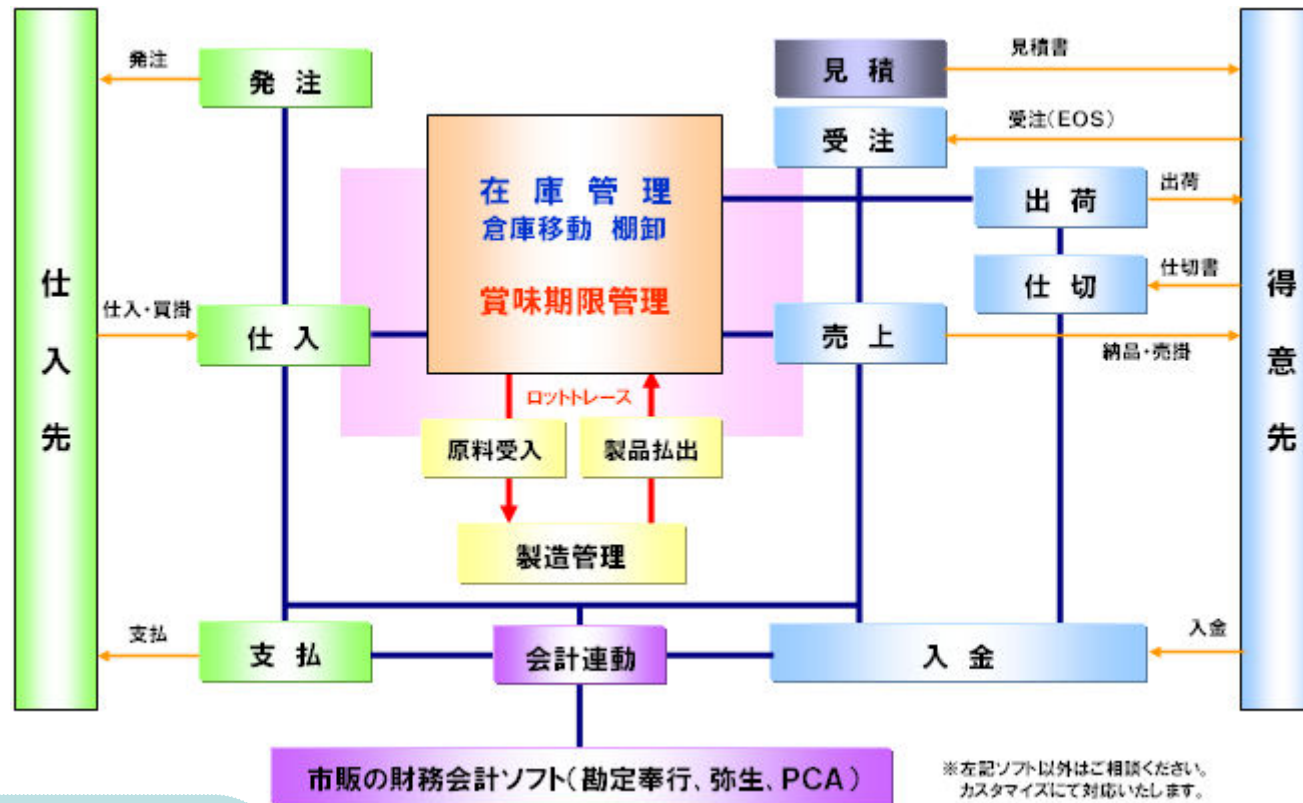 仕入先
発注
発注
見積
見積書
受注
受注(EOS)
在庫管理
倉庫移動 棚卸
賞味期限管理
出荷
出荷
仕切
仕切書
得意先
仕入・買掛
仕入
売上
納品・売掛
ロットトレース
原料受入
製品払出
製造管理
支払
支払
会計連動
入金
入金
市販の財務会計ソフト(勘定奉行、弥生、PCA)
※左記ソフト以外はご相談ください。
カスタマイズにて対応いたします。